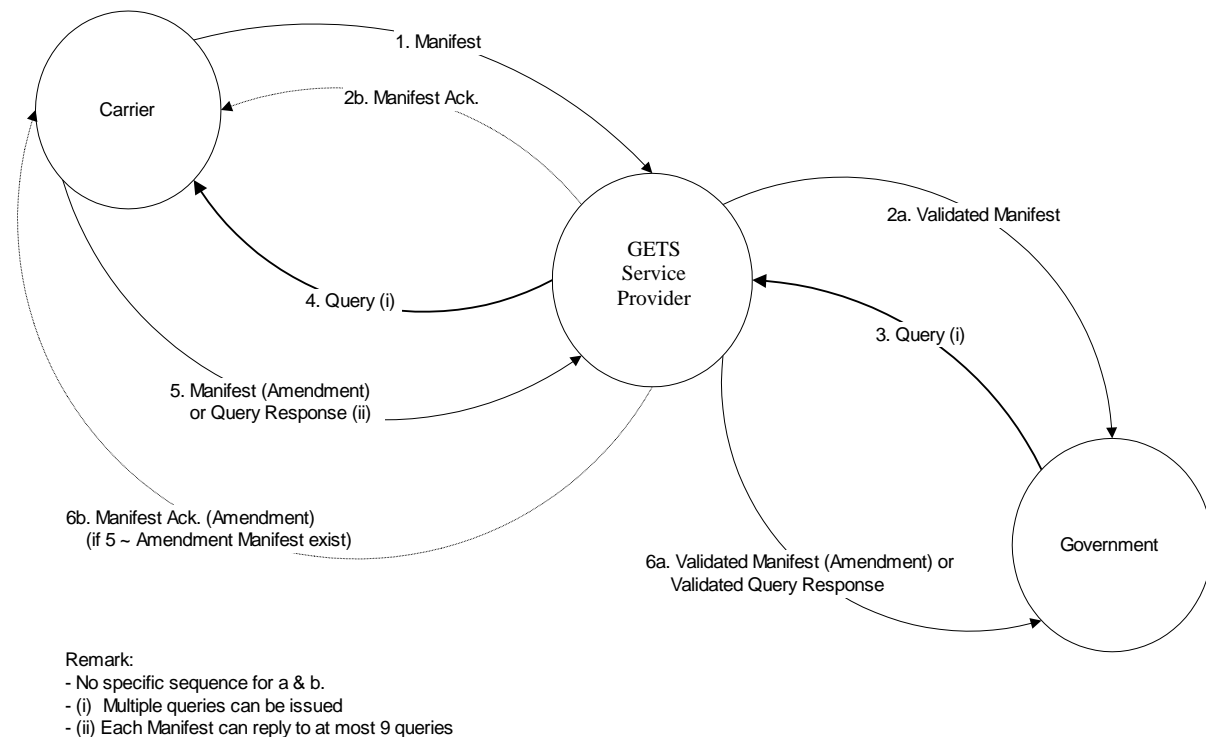 1. Manifest
Carrier
2b. Manifest Ack.
2a. Validated Manifest
GETS
Service
Provider
4. Query (i)
3. Query (i)
5. Manifest (Amendment)
or Query Response (ii)
6b. Manifest Ack. (Amendment)
(if 5 ~ Amendment Manifest exist)
Government
6a. Validated Manifest (Amendment) or
Validated Query Response
Remark:
- No specific sequence for a & b.
- (i) Multiple queries can be issued
- (ii) Each Manifest can reply to at most 9 queries